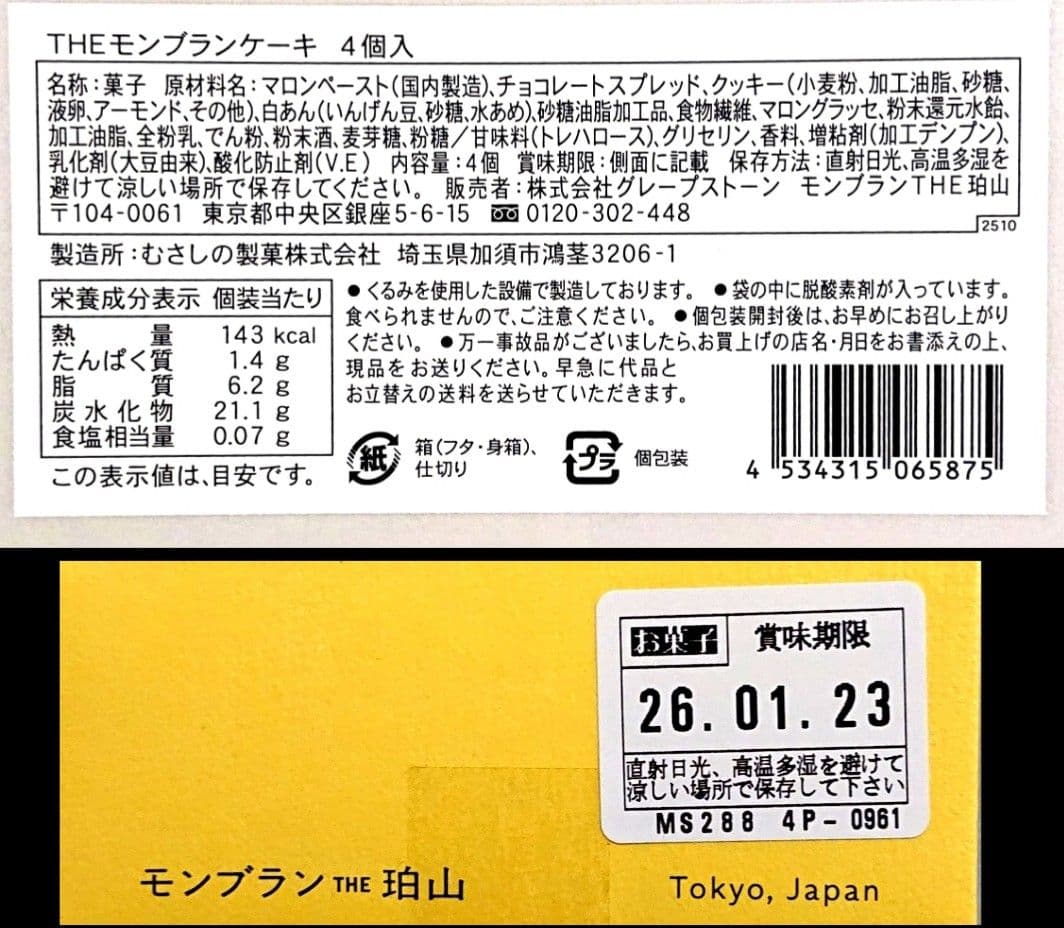 THEモンブランケーキ 4個入
名称:菓子 原材料名:マロンペースト(国内製造)、チョコレートスプレッド、クッキー(小麦粉、加工油脂、砂糖、
液卵、アーモンド、その他)、白あん(いんげん豆、砂糖、水あめ)、砂糖油脂加工品、食物繊維、マロングラッセ、粉末還元水飴、
加工油脂、全粉乳、でん粉、粉末酒、麦芽糖、粉糖/甘味料(トレハロース)、グリセリン、香料、増粘剤(加工デンプン)、
乳化剤(大豆由来)、酸化防止剤(V.E) 内容量:4個 賞味期限:側面に記載 保存方法:直射日光、高温多湿を
避けて涼しい場所で保存してください。 販売者:株式会社グレープストーン モンブランTHE珀山
〒104-0061 東京都中央区銀座5-6-15 0120-302-448
2510
製造所:むさしの製菓株式会社 埼玉県加須市鴻茎3206-1
栄養成分表示 個装当たり
熱量 143 kcal
たんぱく質 1.4 g
脂質 6.2 g
炭水化物 21.1 g
食塩相当量 0.07 g
この表示値は、目安です。
●くるみを使用した設備で製造しております。 ●袋の中に脱酸素剤が入っています。
食べられませんので、ご注意ください。 ●個包装開封後は、お早めにお召し上がり
ください。 ●万一事故品がございましたら、お買上げの店名・月日をお書添えの上、
現品をお送りください。早急に代品と
お立替えの送料を送らせていただきます。
紙 箱(フタ・身箱)、
仕切り
プラ 個包装
4 534315 065875
お菓子 賞味期限
26.01.23
直射日光、高温多湿を避けて
涼しい場所で保存して下さい
MS288 4P-0961
モンブラン THE 珀山
Tokyo, Japan